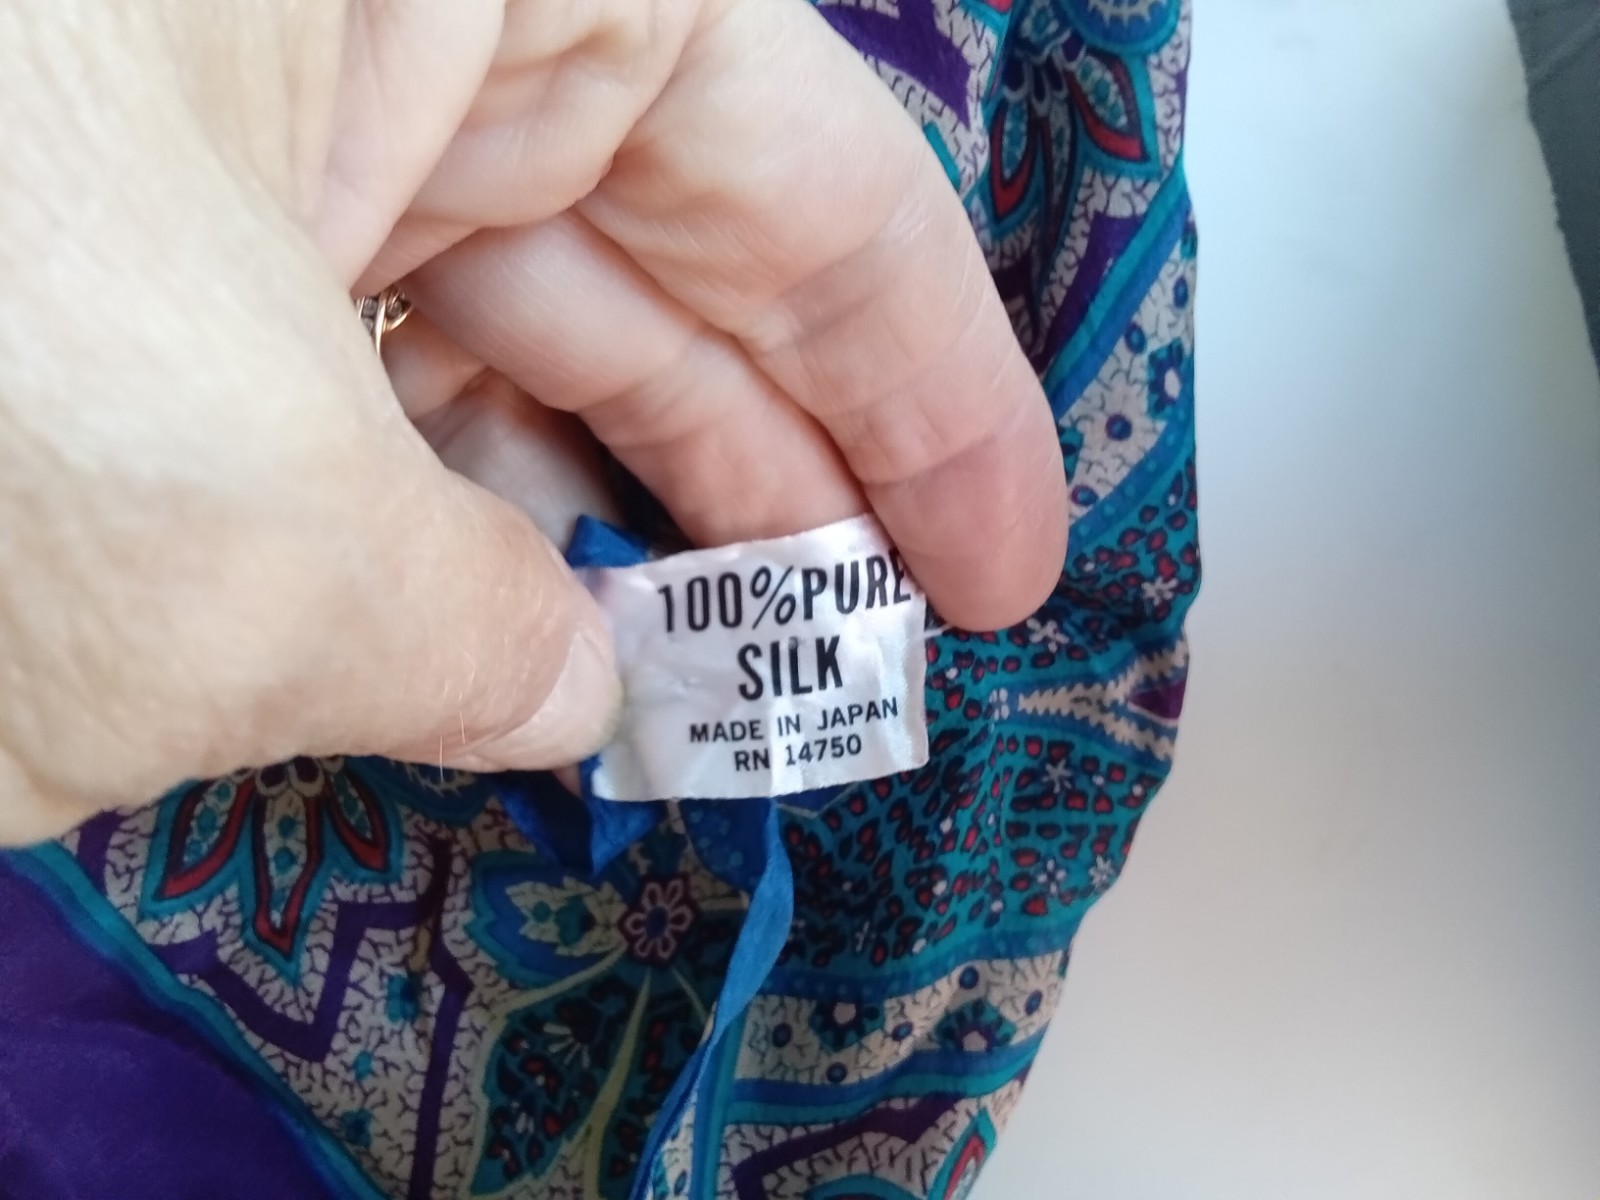 100% PURE
SILK
MADE IN JAPAN
RN 14750